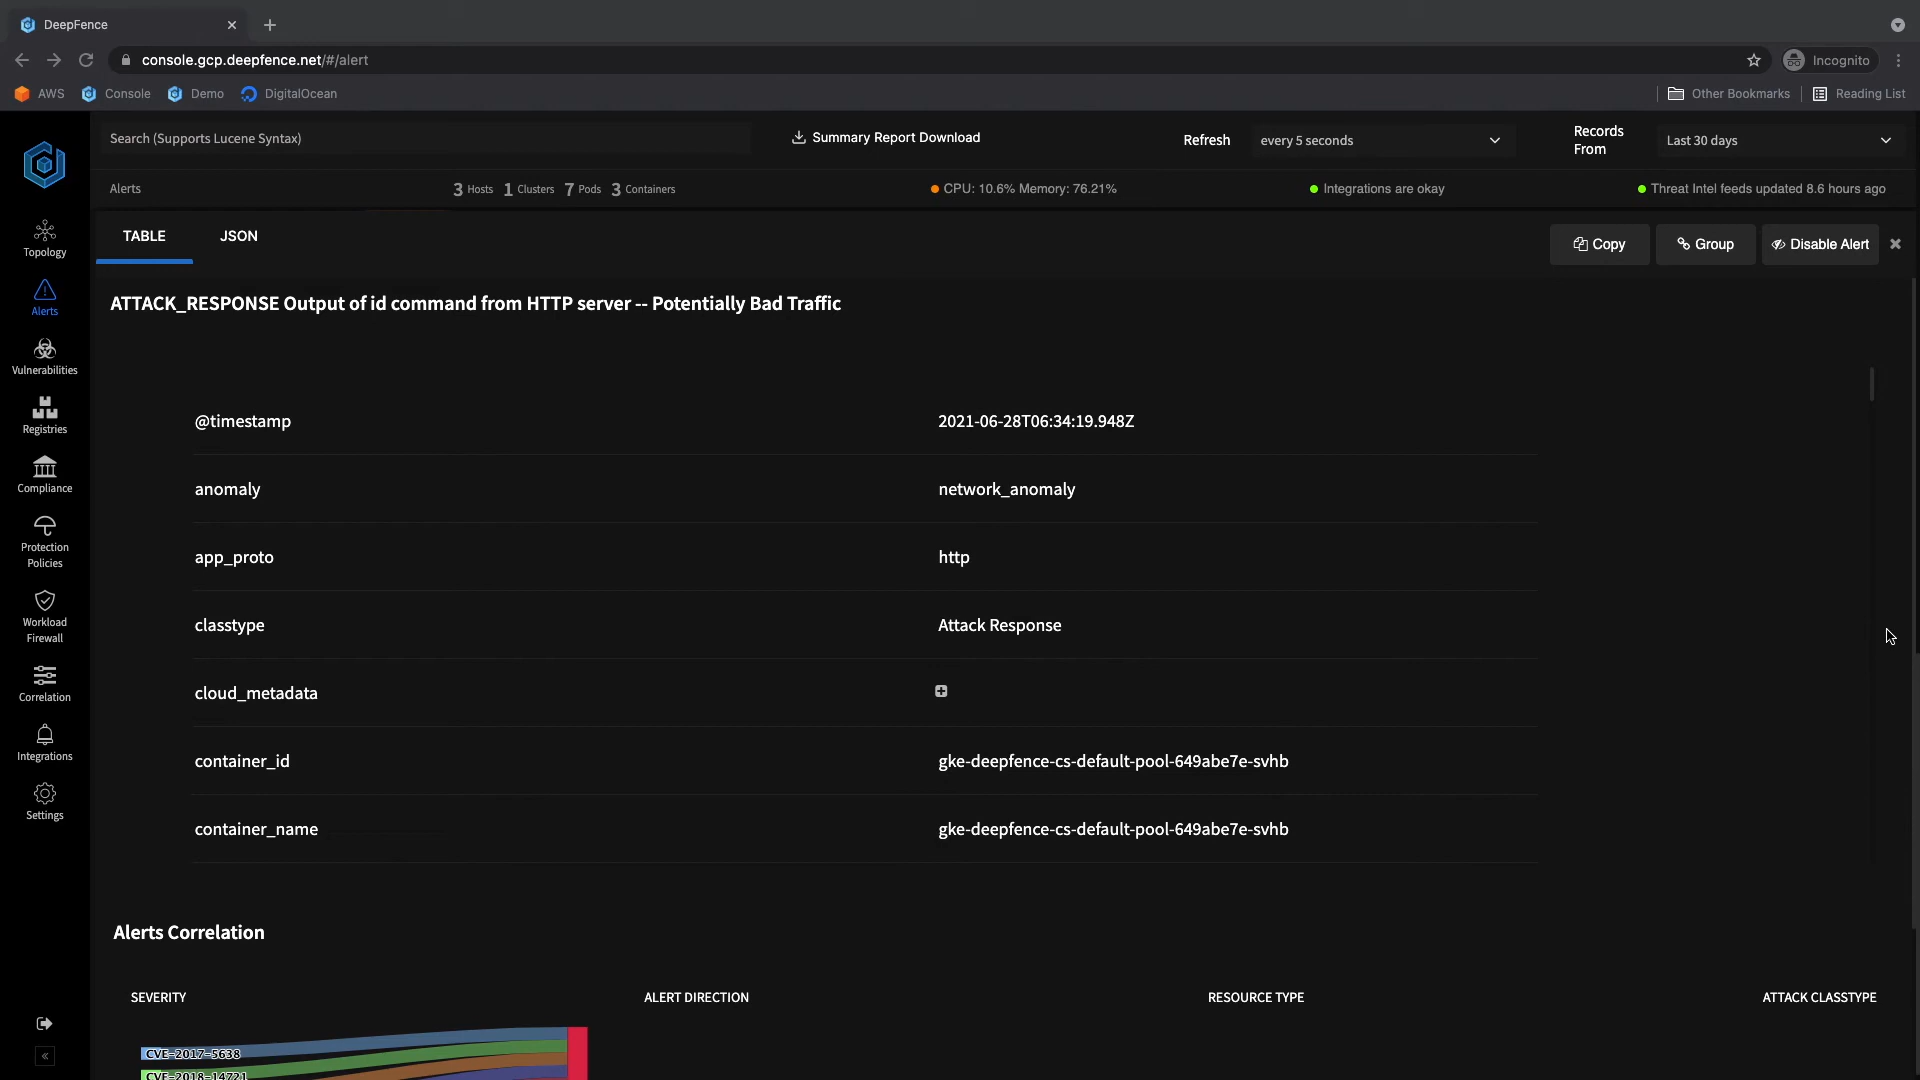 DeepFence
console.gcp.deepfence.net/#/alert
Incognito
AWS
Console
Demo
DigitalOcean
Other Bookmarks
Reading List
Search (Supports Lucene Syntax)
Summary Report Download
Refresh
every 5 seconds
Records
From
Last 30 days
Alerts
3 Hosts 1 Clusters 7 Pods 3 Containers
CPU: 10.6% Memory: 76.21%
Integrations are okay
Threat Intel feeds updated 8.6 hours ago
Topology
Alerts
Vulnerabilities
Registries
Compliance
Protection
Policies
Workload
Firewall
Correlation
Integrations
Settings
TABLE
JSON
Copy
Group
Disable Alert
ATTACK_RESPONSE Output of id command from HTTP server -- Potentially Bad Traffic
@timestamp 2021-06-28T06:34:19.948Z
anomaly network_anomaly
app_proto http
classtype Attack Response
cloud_metadata
container_id gke-deepfence-cs-default-pool-649abe7e-svhb
container_name gke-deepfence-cs-default-pool-649abe7e-svhb
Alerts Correlation
SEVERITY ALERT DIRECTION RESOURCE TYPE ATTACK CLASSTYPE
CVE-2017-5638
CVE-2018-14721